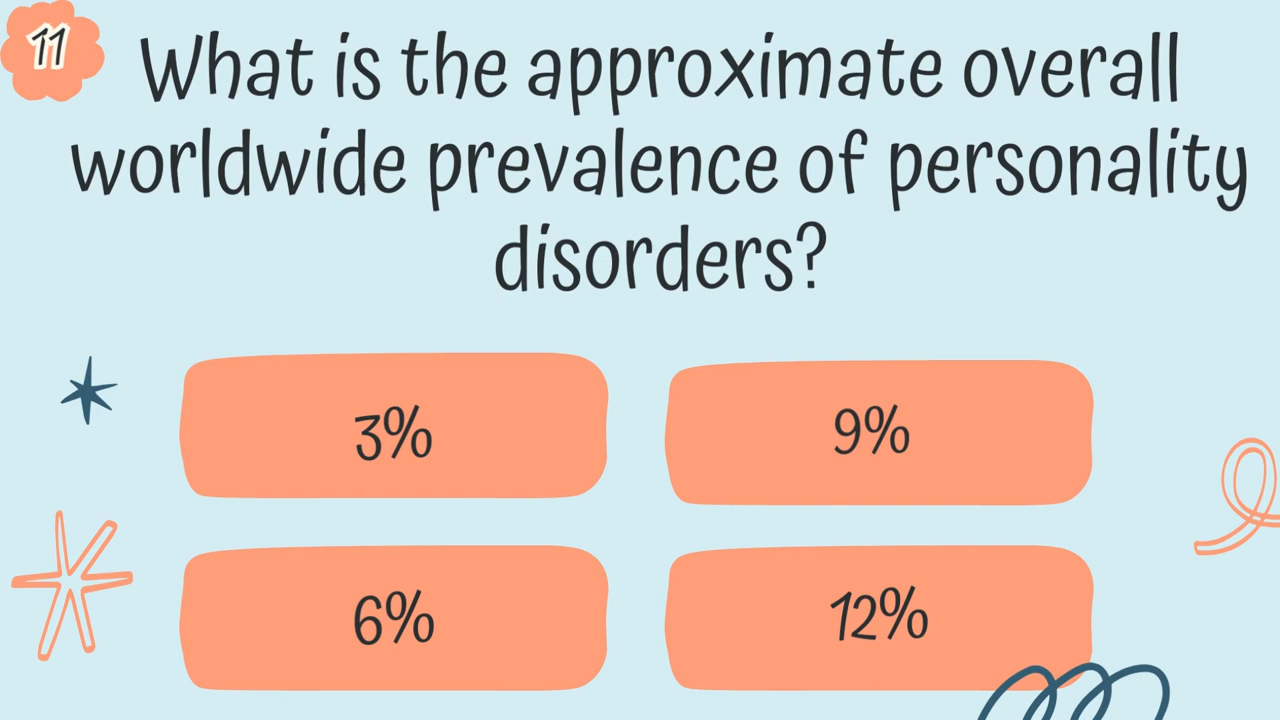 11
What is the approximate overall
worldwide prevalence of personality
disorders?
3%
9%
6%
12%